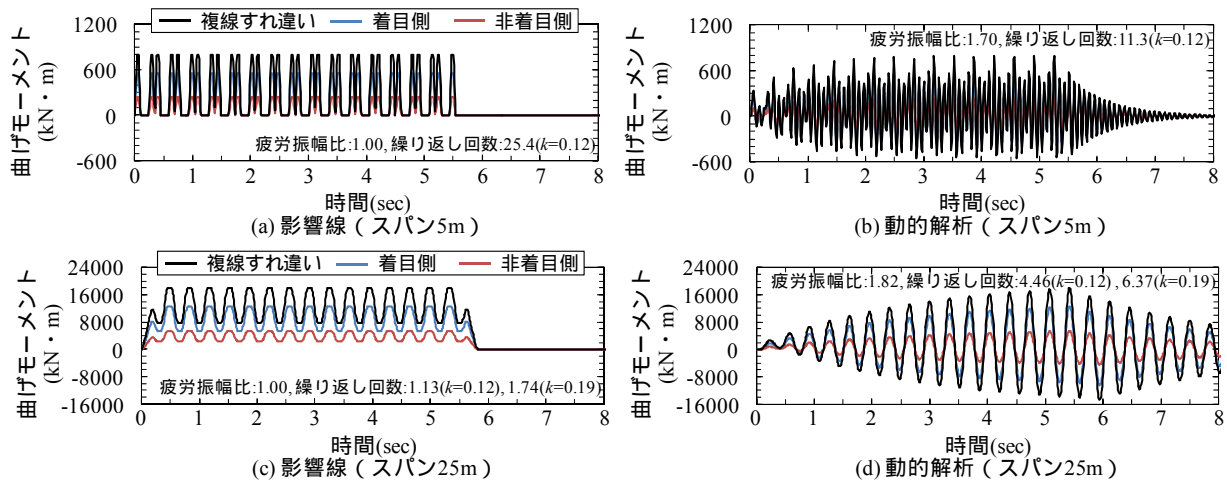 複線すれ違い 着目側 非着目側
1200
600
0
-600
曲げモーメント
(kN・m)
疲労振幅比:1.00, 繰り返し回数:25.4(k=0.12)
0 1 2 3 4 5 6 7 8
時間(sec)
(a) 影響線（スパン5m）
1200
600
0
-600
曲げモーメント
(kN・m)
疲労振幅比:1.70, 繰り返し回数:11.3(k=0.12)
0 1 2 3 4 5 6 7 8
時間(sec)
(b) 動的解析（スパン5m）
複線すれ違い 着目側 非着目側
24000
16000
8000
0
-8000
-16000
曲げモーメント
(kN・m)
疲労振幅比:1.00, 繰り返し回数:1.13(k=0.12), 1.74(k=0.19)
0 1 2 3 4 5 6 7 8
時間(sec)
(c) 影響線（スパン25m）
24000
16000
8000
0
-8000
-16000
曲げモーメント
(kN・m)
疲労振幅比:1.82, 繰り返し回数:4.46(k=0.12) , 6.37(k=0.19)
0 1 2 3 4 5 6 7 8
時間(sec)
(d) 動的解析（スパン25m）